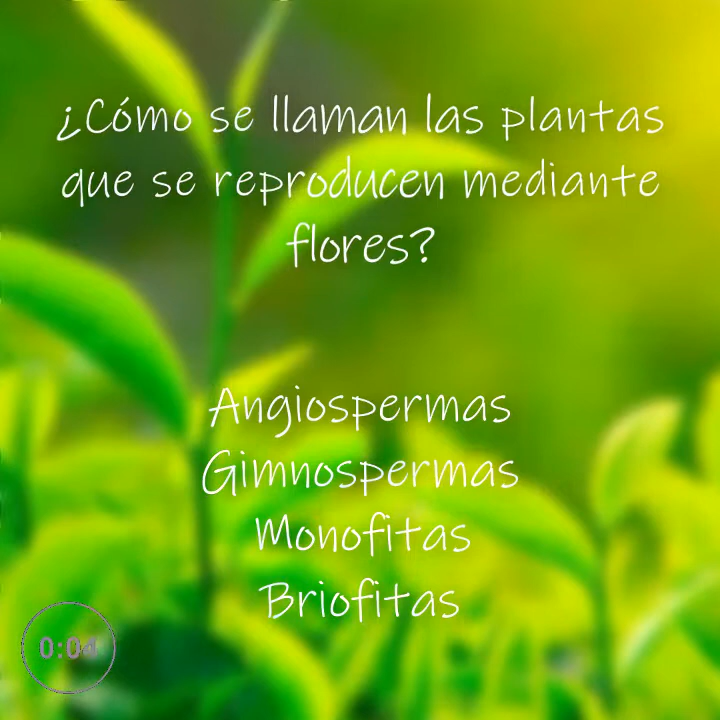 ¿Cómo se llaman las plantas
que se reproducen mediante
flores?
Angiospermas
Gimnospermas
Monofitas
Briofitas
0:04